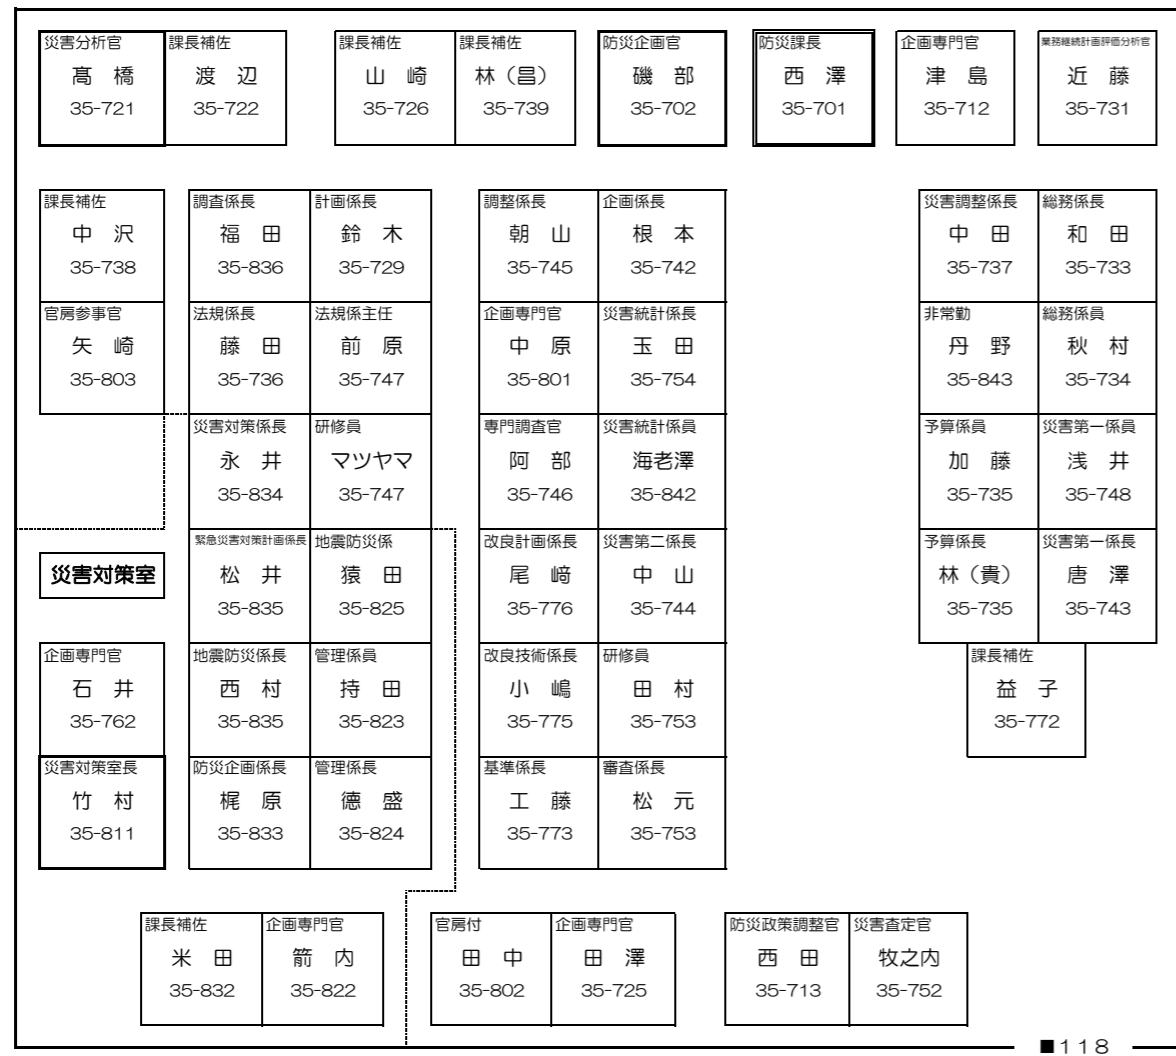 災害分析官
髙　橋
35-721
課長補佐
渡　辺
35-722
課長補佐
山　崎
35-726
課長補佐
林（昌）
35-739
防災企画官
磯　部
35-702
防災課長
西　澤
35-701
企画専門官
津　島
35-712
業務継続計画評価分析官
近　藤
35-731
課長補佐
中　沢
35-738
調査係長
福　田
35-836
計画係長
鈴　木
35-729
調整係長
朝　山
35-745
企画係長
根　本
35-742
災害調整係長
中　田
35-737
総務係長
和　田
35-733
官房参事官
矢　崎
35-803
法規係長
藤　田
35-736
法規係主任
前　原
35-747
企画専門官
中　原
35-801
災害統計係長
玉　田
35-754
非常勤
丹　野
35-843
総務係員
秋　村
35-734
災害対策係長
永　井
35-834
研修員
マツヤマ
35-747
専門調査官
阿　部
35-746
災害統計係員
海老澤
35-842
予算係員
加　藤
35-735
災害第一係員
浅　井
35-748
災害対策室
緊急災害対策計画係長
松　井
35-835
地震防災係
猿　田
35-825
改良計画係長
尾　﨑
35-776
災害第二係長
中　山
35-744
予算係長
林（貴）
35-735
災害第一係長
唐　澤
35-743
企画専門官
石　井
35-762
地震防災係長
西　村
35-835
管理係員
持　田
35-823
改良技術係長
小　嶋
35-775
研修員
田　村
35-753
課長補佐
益　子
35-772
災害対策室長
竹　村
35-811
防災企画係長
梶　原
35-833
管理係長
德　盛
35-824
基準係長
工　藤
35-773
審査係長
松　元
35-753
課長補佐
米　田
35-832
企画専門官
箭　内
35-822
官房付
田　中
35-802
企画専門官
田　澤
35-725
防災政策調整官
西　田
35-713
災害査定官
牧之内
35-752
■118